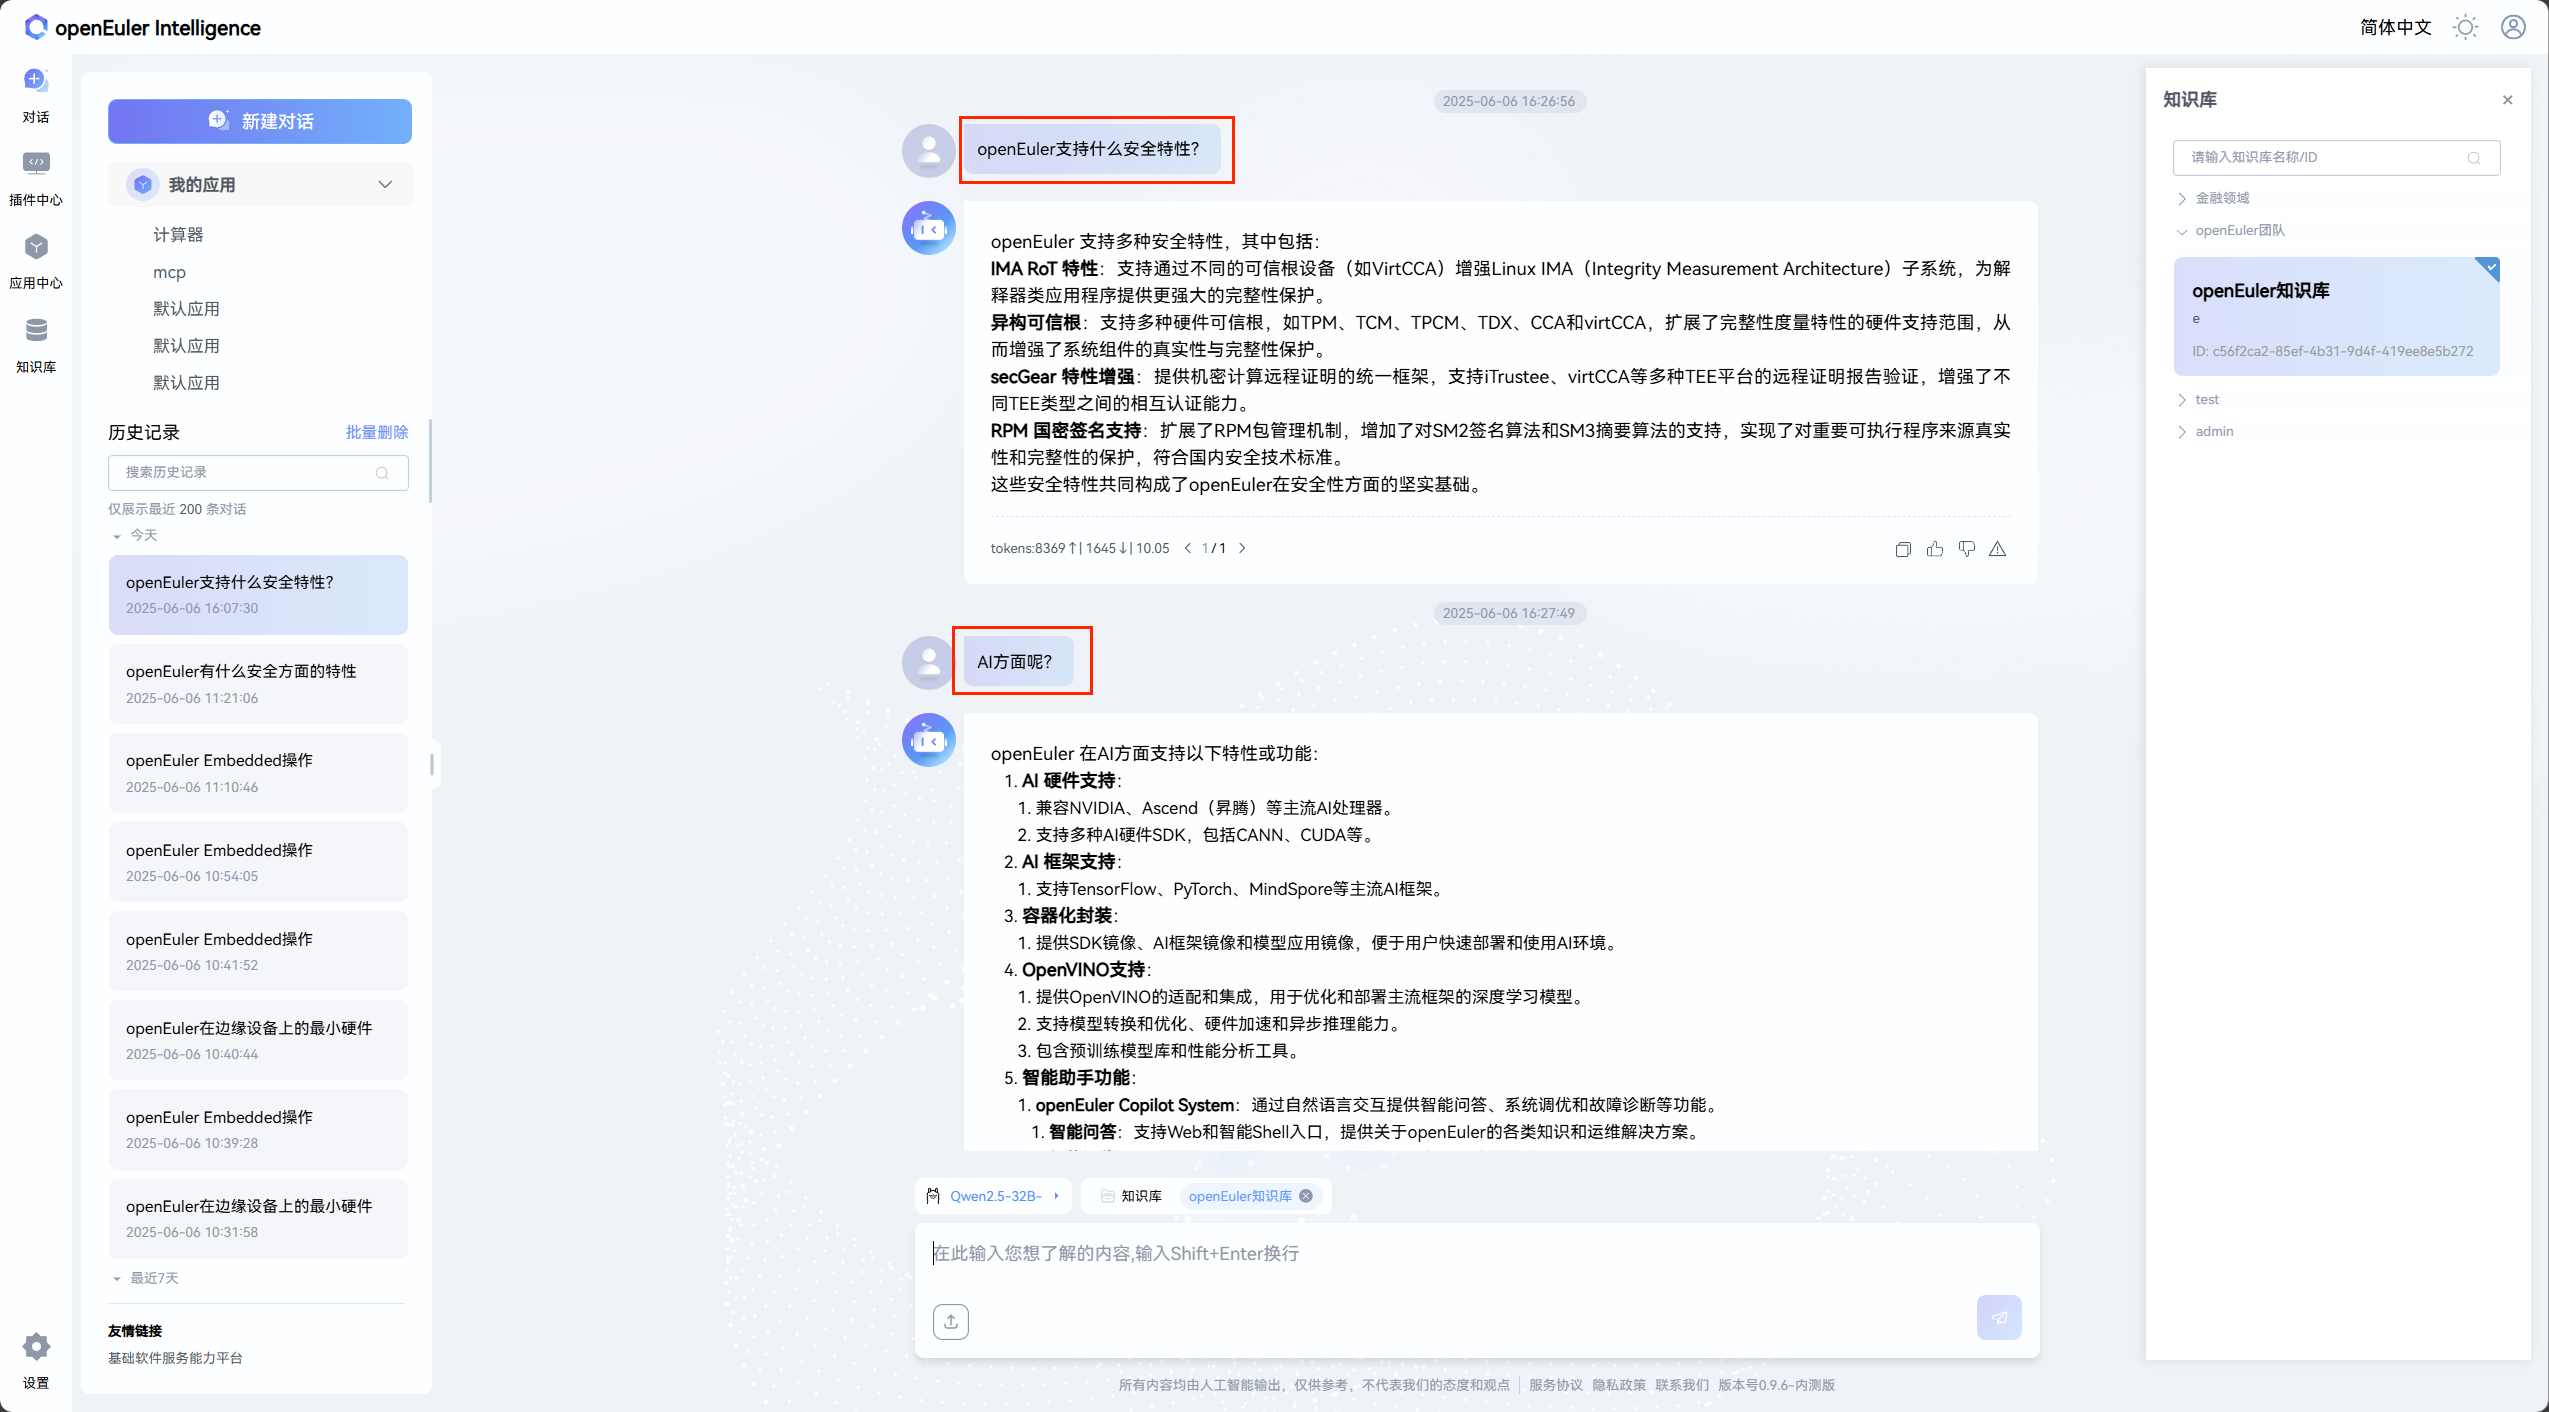 openEuler Intelligence
简体中文
对话
插件中心
应用中心
知识库
设置
新建对话
我的应用
计算器
mcp
默认应用
默认应用
默认应用
历史记录
批量删除
搜索历史记录
仅展示最近 200 条对话
今天
openEuler支持什么安全特性?
2025-06-06 16:07:30
openEuler有什么安全方面的特性
2025-06-06 11:21:06
openEuler Embedded操作
2025-06-06 11:10:46
openEuler Embedded操作
2025-06-06 10:54:05
openEuler Embedded操作
2025-06-06 10:41:52
openEuler在边缘设备上的最小硬件
2025-06-06 10:40:44
openEuler Embedded操作
2025-06-06 10:39:28
openEuler在边缘设备上的最小硬件
2025-06-06 10:31:58
最近7天
友情链接
基础软件服务能力平台
2025-06-06 16:26:56
openEuler支持什么安全特性?
openEuler 支持多种安全特性，其中包括：
IMA RoT 特性：支持通过不同的可信根设备（如VirtCCA）增强Linux IMA（Integrity Measurement Architecture）子系统，为解
释器类应用程序提供更强大的完整性保护。
异构可信根：支持多种硬件可信根，如TPM、TCM、TPCM、TDX、CCA和virtCCA，扩展了完整性度量特性的硬件支持范围，从
而增强了系统组件的真实性与完整性保护。
secGear 特性增强：提供机密计算远程证明的统一框架，支持iTrustee、virtCCA等多种TEE平台的远程证明报告验证，增强了不
同TEE类型之间的相互认证能力。
RPM 国密签名支持：扩展了RPM包管理机制，增加了对SM2签名算法和SM3摘要算法的支持，实现了对重要可执行程序来源真实
性和完整性的保护，符合国内安全技术标准。
这些安全特性共同构成了openEuler在安全性方面的坚实基础。
tokens:8369↑| 1645↓| 10.05 < 1 / 1 >
2025-06-06 16:27:49
AI方面呢?
openEuler 在AI方面支持以下特性或功能：
1. AI 硬件支持：
1. 兼容NVIDIA、Ascend（昇腾）等主流AI处理器。
2. 支持多种AI硬件SDK，包括CANN、CUDA等。
2. AI 框架支持：
1. 支持TensorFlow、PyTorch、MindSpore等主流AI框架。
3. 容器化封装：
1. 提供SDK镜像、AI框架镜像和模型应用镜像，便于用户快速部署和使用AI环境。
4. OpenVINO支持：
1. 提供OpenVINO的适配和集成，用于优化和部署主流框架的深度学习模型。
2. 支持模型转换和优化、硬件加速和异步推理能力。
3. 包含预训练模型库和性能分析工具。
5. 智能助手功能：
1. openEuler Copilot System：通过自然语言交互提供智能问答、系统调优和故障诊断等功能。
1. 智能问答：支持Web和智能Shell入口，提供关于openEuler的各类知识和运维解决方案。
Qwen2.5-32B-
知识库
openEuler知识库
在此输入您想了解的内容,输入Shift+Enter换行
所有内容均由人工智能输出，仅供参考，不代表我们的态度和观点 | 服务协议 隐私政策 联系我们 版本号0.9.6-内测版
知识库
请输入知识库名称/ID
金融领域
openEuler团队
openEuler知识库
e
ID: c56f2ca2-85ef-4b31-9d4f-419ee8e5b272
test
admin